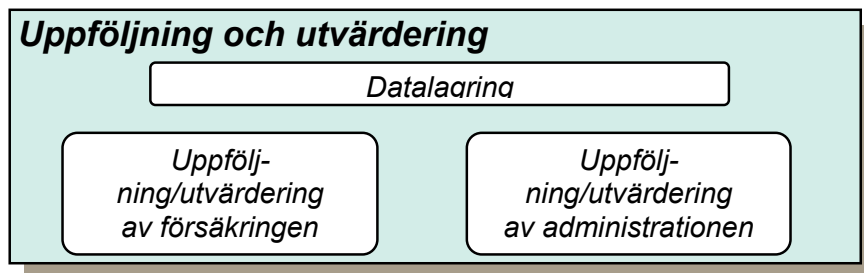 Uppföljning och utvärdering
Datalagring
Uppfölj-
ning/utvärdering
av försäkringen
Uppfölj-
ning/utvärdering
av administrationen